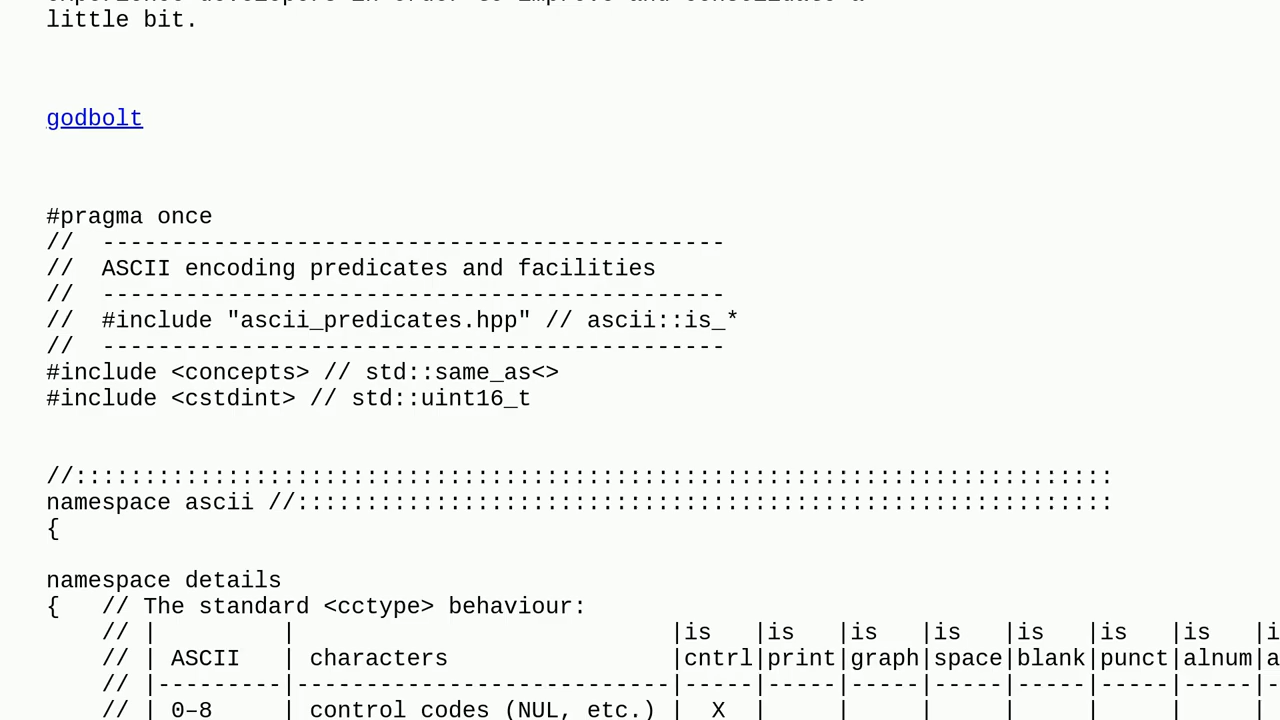 little bit.
godbolt
#pragma once
//  ---------------------------------------------
//  ASCII encoding predicates and facilities
//  ---------------------------------------------
//  #include "ascii_predicates.hpp" // ascii::is_*
//  ---------------------------------------------
#include <concepts> // std::same_as<>
#include <cstdint> // std::uint16_t
//:::::::::::::::::::::::::::::::::::::::::::::::::::::::::::::::::::::::::::
namespace ascii //:::::::::::::::::::::::::::::::::::::::::::::::::::::::::::
{
namespace details
{   // The standard <cctype> behaviour:
    // |         |                           |is   |is   |is   |is   |is   |is   |is   |i
    // | ASCII   | characters                |cntrl|print|graph|space|blank|punct|alnum|a
    // |---------|---------------------------|-----|-----|-----|-----|-----|-----|-----|-
    // | 0–8     | control codes (NUL, etc.) |  X  |     |     |     |     |     |     |